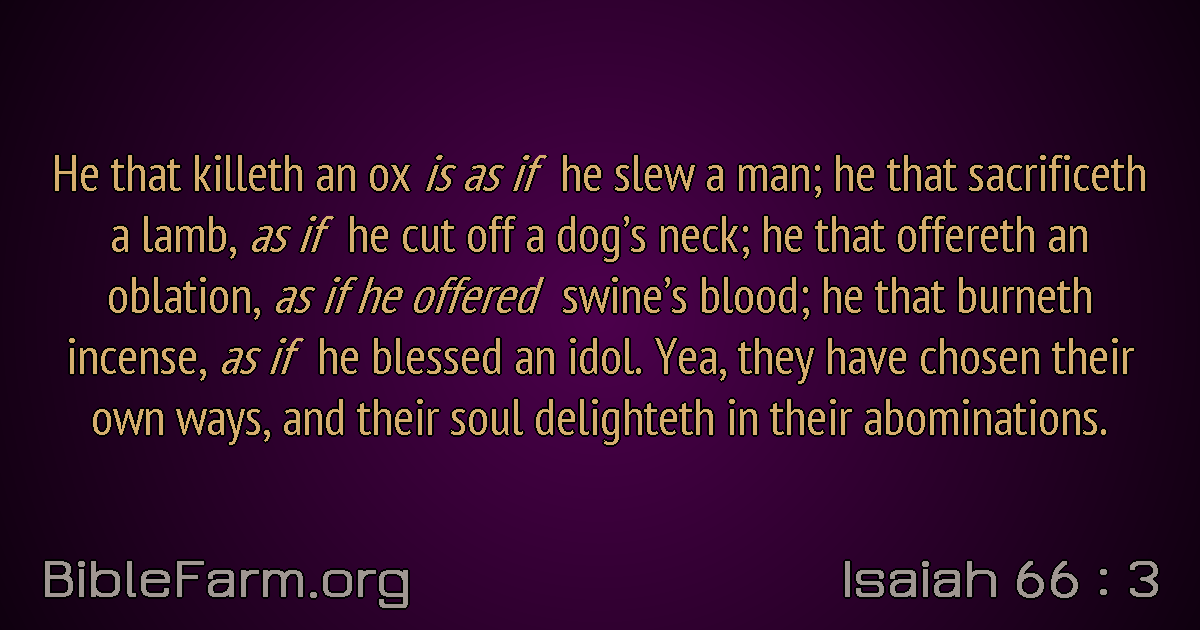 He that killeth an ox is as if he slew a man; he that sacrificeth
a lamb, as if he cut off a dog’s neck; he that offereth an
oblation, as if he offered swine’s blood; he that burneth
incense, as if he blessed an idol. Yea, they have chosen their
own ways, and their soul delighteth in their abominations.
BibleFarm.org
Isaiah 66 : 3